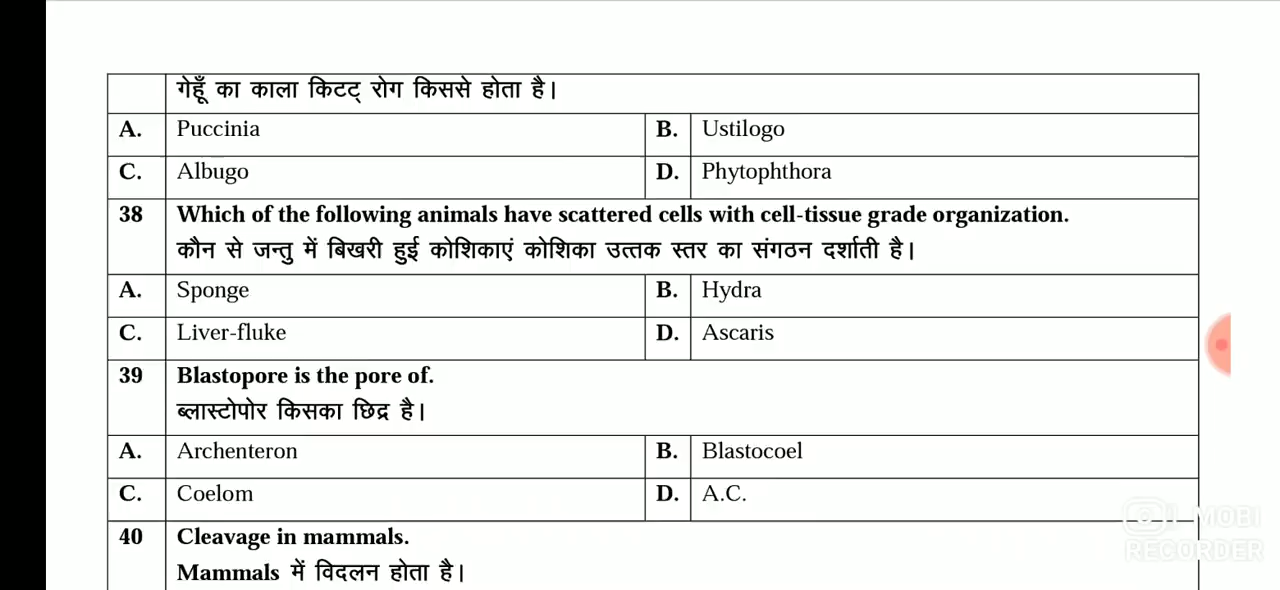 गेहूँ का काला किटट् रोग किससे होता है।
A. Puccinia B. Ustilogo
C. Albugo D. Phytophthora
38 Which of the following animals have scattered cells with cell-tissue grade organization.
कौन से जन्तु में बिखरी हुई कोशिकाएं कोशिका उत्तक स्तर का संगठन दर्शाती है।
A. Sponge B. Hydra
C. Liver-fluke D. Ascaris
39 Blastopore is the pore of.
ब्लास्टोपोर किसका छिद्र है।
A. Archenteron B. Blastocoel
C. Coelom D. A.C.
40 Cleavage in mammals.
Mammals में विदलन होता है।
MOBI
RECORDER